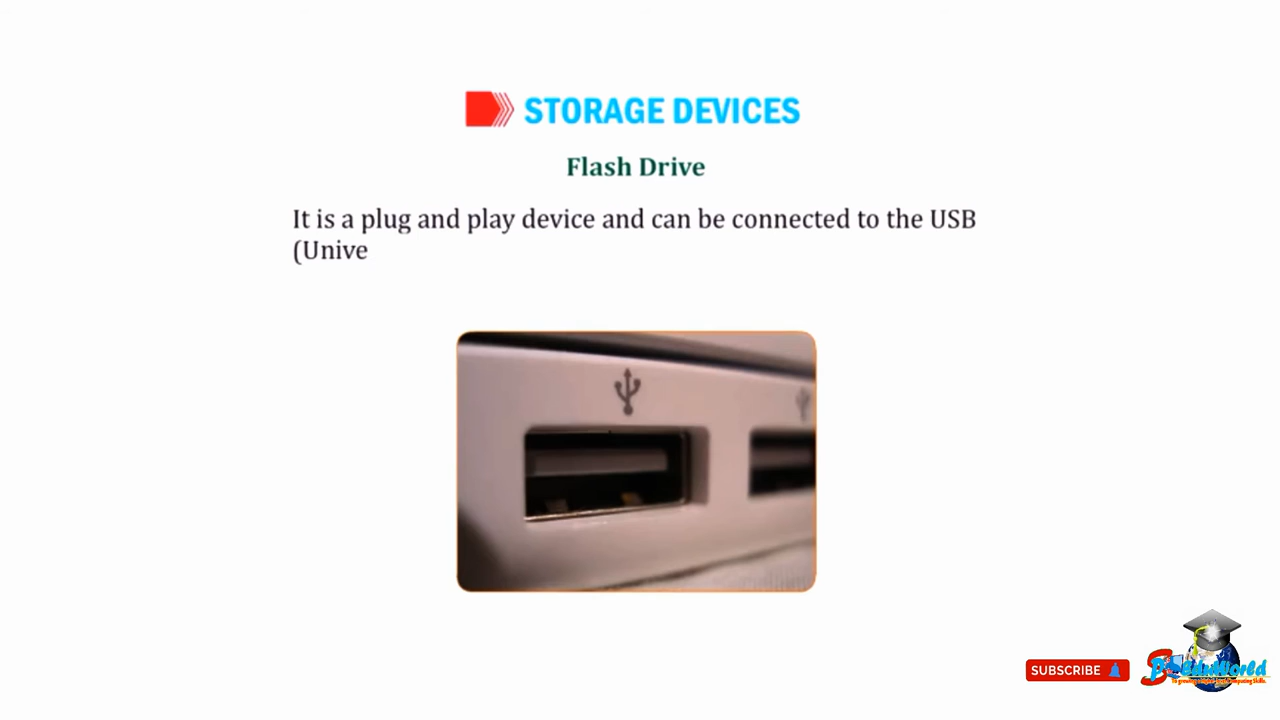 STORAGE DEVICES
Flash Drive
It is a plug and play device and can be connected to the USB
(Unive
SUBSCRIBE
EduWorld